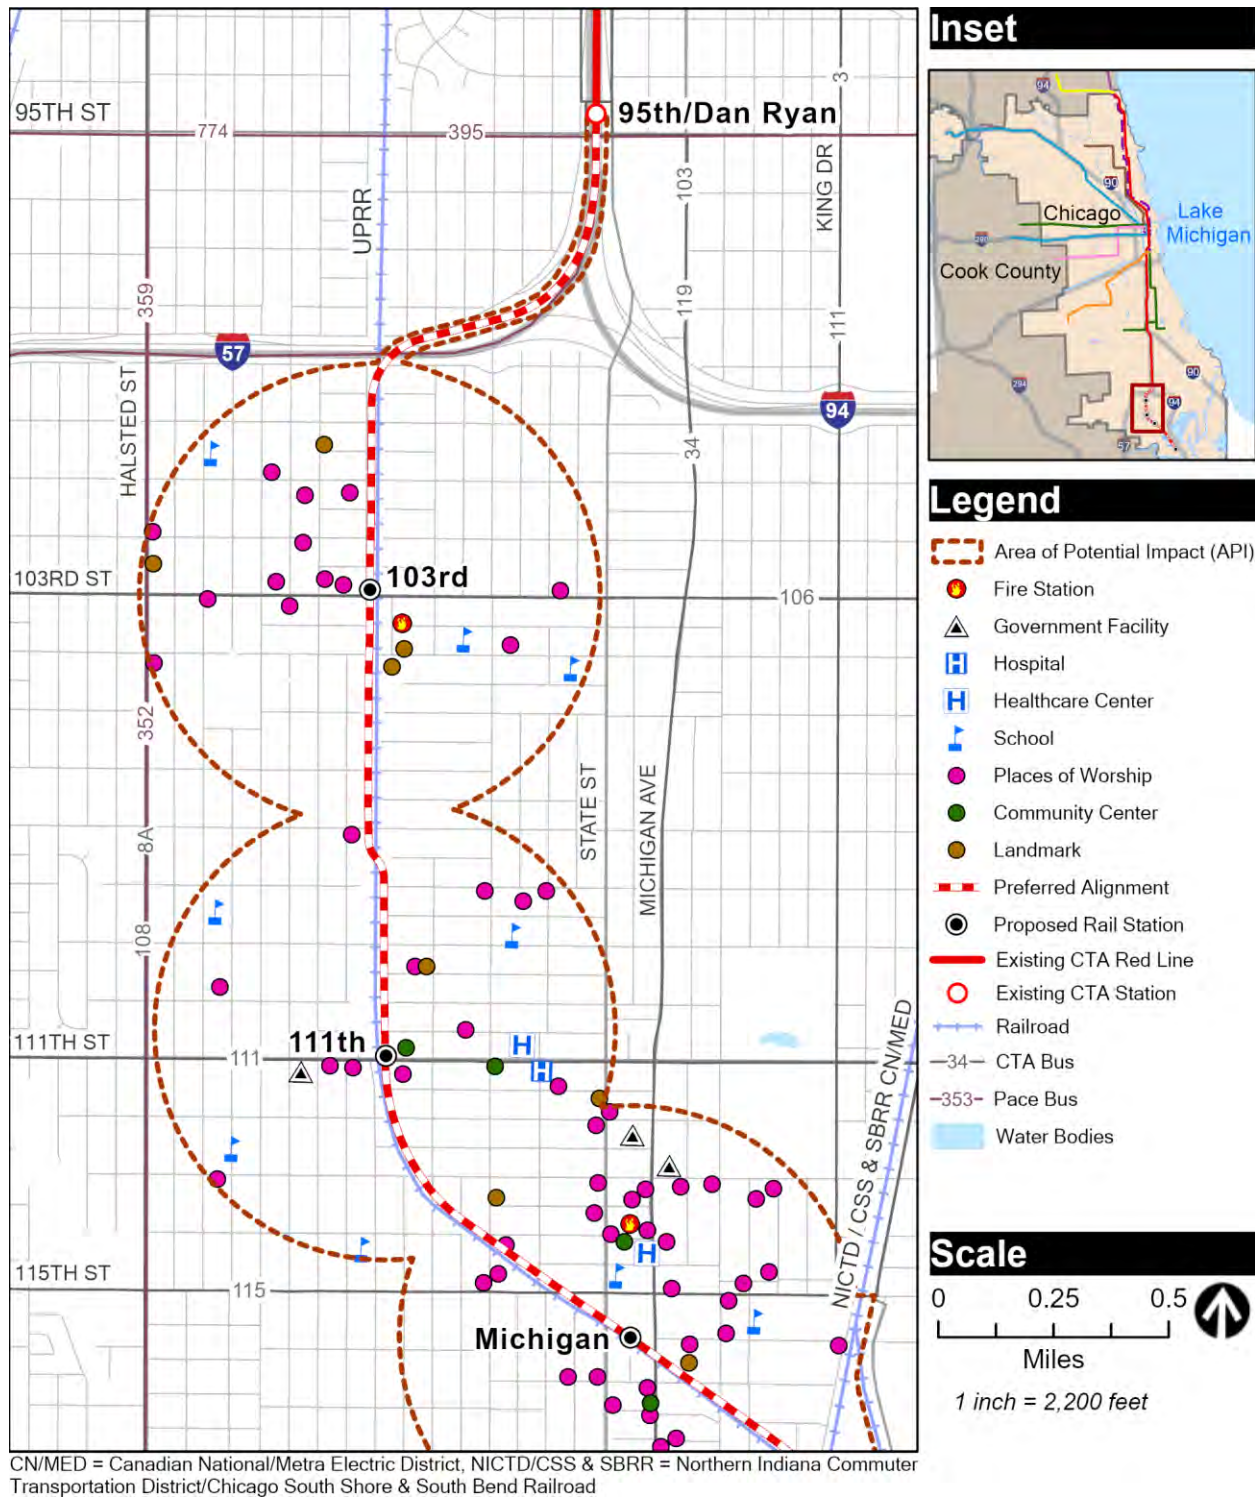 95TH ST
774
395
95th/Dan Ryan
3
103
KING DR
UPRR
359
119
111
57
HALSTED ST
94
34
103RD ST
103rd
106
352
STATE ST
MICHIGAN AVE
8A
108
111TH ST
111th
111
NICTD / CSS & SBRR CN/MED
115TH ST
115
Michigan
CN/MED = Canadian National/Metra Electric District, NICTD/CSS & SBRR = Northern Indiana Commuter
Transportation District/Chicago South Shore & South Bend Railroad
Inset
94
90
Chicago
Lake
Michigan
290
Cook County
294
90
94
57
Legend
Area of Potential Impact (API)
Fire Station
Government Facility
H Hospital
H Healthcare Center
School
Places of Worship
Community Center
Landmark
Preferred Alignment
Proposed Rail Station
Existing CTA Red Line
Existing CTA Station
Railroad
34 CTA Bus
353 Pace Bus
Water Bodies
Scale
0 0.25 0.5
Miles
1 inch = 2,200 feet